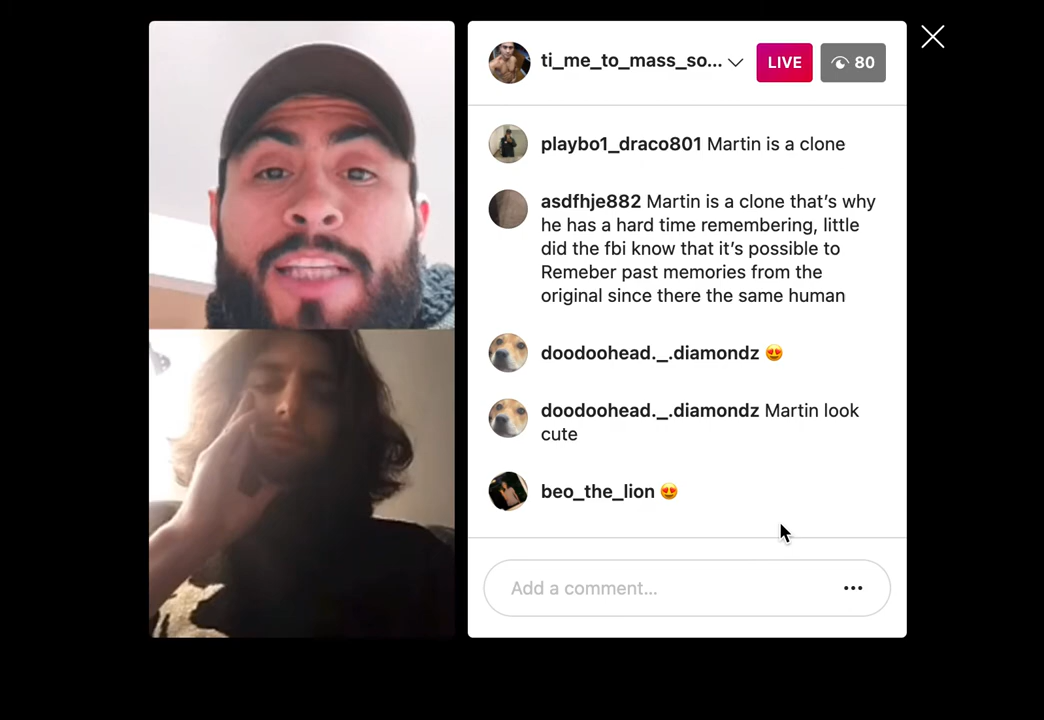 ti_me_to_mass_so... LIVE 80
playbo1_draco801 Martin is a clone
asdfhje882 Martin is a clone that’s why
he has a hard time remembering, little
did the fbi know that it’s possible to
Remeber past memories from the
original since there the same human
doodoohead._.diamondz 😍
doodoohead._.diamondz Martin look
cute
beo_the_lion 😍
Add a comment...